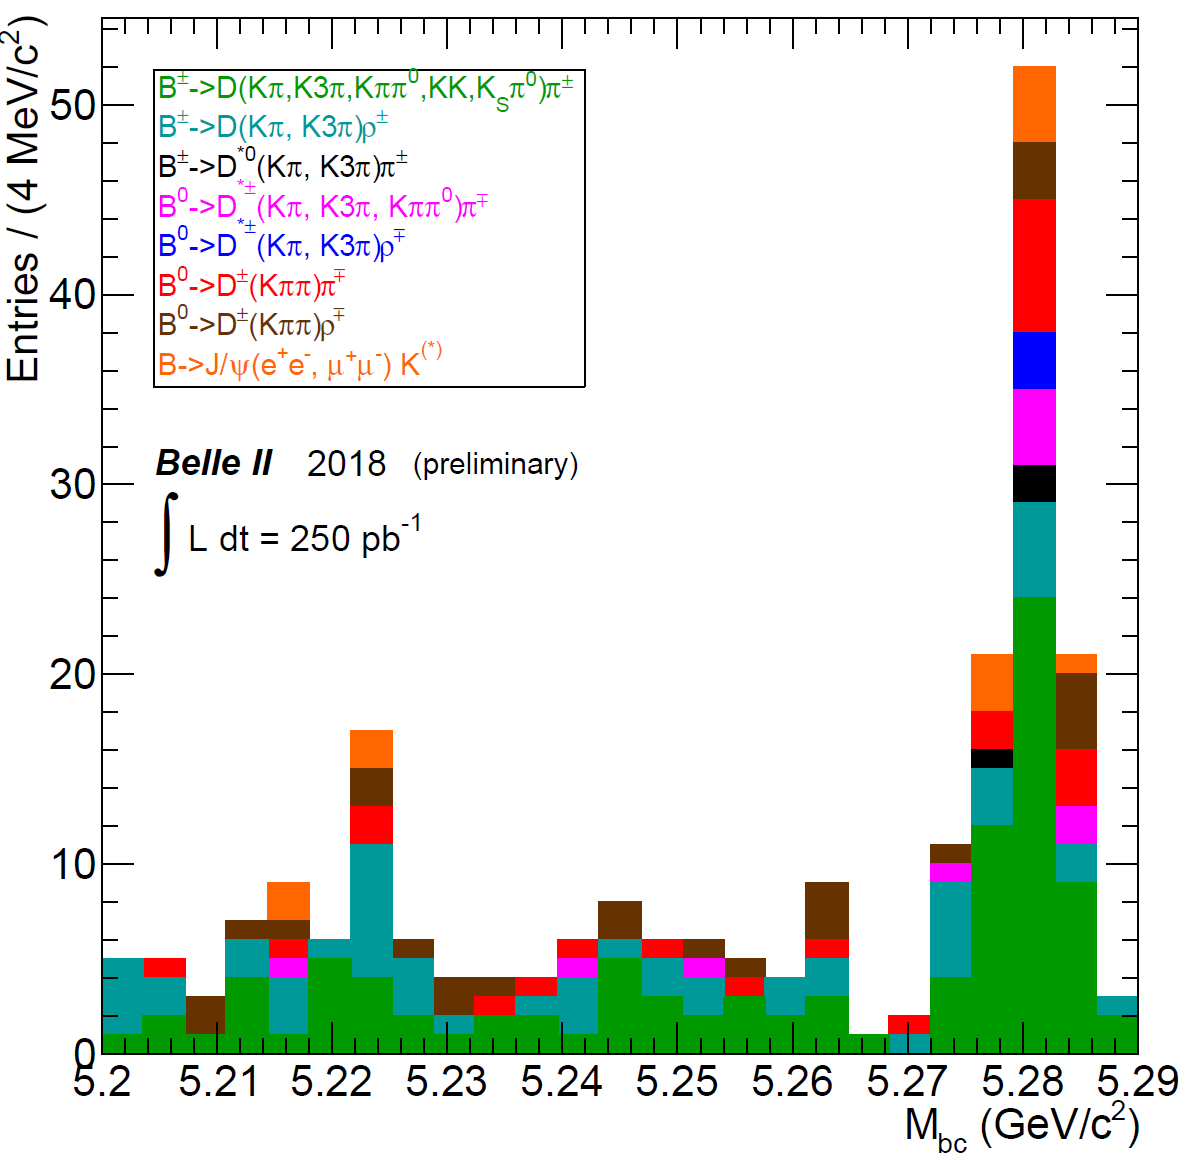 Entries / (4 MeV/c²)
50
40
30
20
10
0
B±->D(Kπ,K3π,Kππ⁰,KK,K_Sπ⁰)π±
B±->D(Kπ, K3π)ρ±
B±->D*⁰(Kπ, K3π)π±
B⁰->D*±(Kπ, K3π, Kππ⁰)π∓
B⁰->D*±(Kπ, K3π)ρ∓
B⁰->D±(Kππ)π∓
B⁰->D±(Kππ)ρ∓
B->J/ψ(e⁺e⁻, μ⁺μ⁻) K⁽*⁾
Belle II 2018 (preliminary)
∫ L dt = 250 pb⁻¹
5.2 5.21 5.22 5.23 5.24 5.25 5.26 5.27 5.28 5.29
M_bc (GeV/c²)